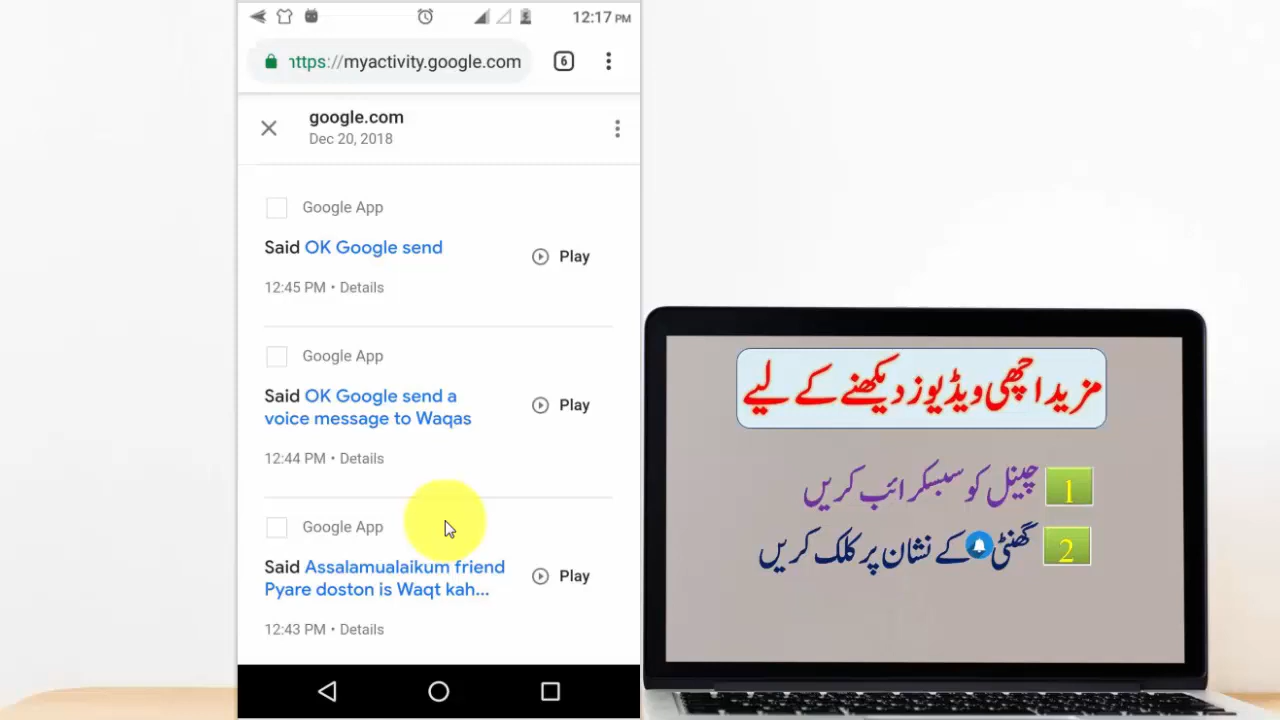 12:17 PM
https://myactivity.google.com
6
google.com
Dec 20, 2018
Google App
Said OK Google send
Play
12:45 PM • Details
Google App
Said OK Google send a
voice message to Waqas
Play
12:44 PM • Details
Google App
Said Assalamualaikum friend
Pyare doston is Waqt kah...
Play
12:43 PM • Details
مزید اچھی ویڈیوز دیکھنے کے لیے
1 چینل کو سبسکرائب کریں
2 گھنٹی کے نشان پر کلک کریں